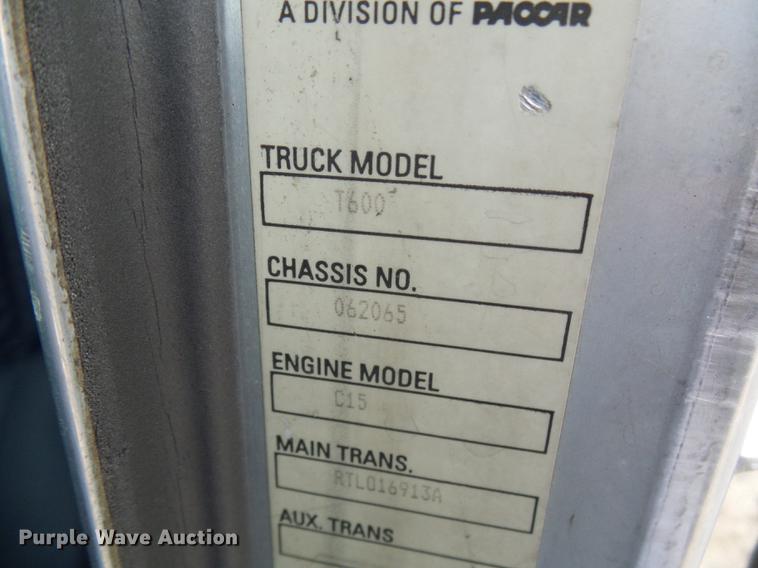 A DIVISION OF PACCAR
TRUCK MODEL
T600
CHASSIS NO.
062065
ENGINE MODEL
C15
MAIN TRANS.
RTLO16913A
AUX. TRANS
Purple Wave Auction